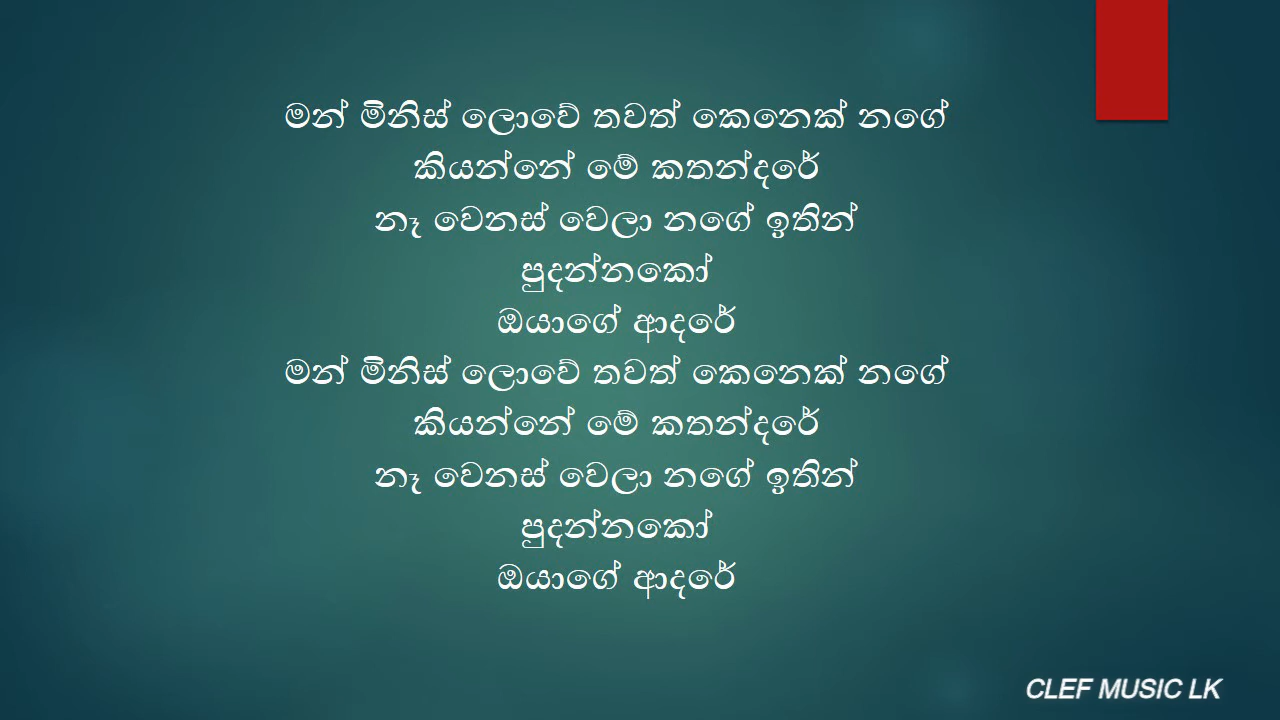 මන් මිනිස් ලොවේ තවත් කෙනෙක් නගේ
කියන්නේ මේ කතන්දරේ
නෑ වෙනස් වෙලා නගේ ඉතින්
පුදන්නකෝ
ඔයාගේ ආදරේ
මන් මිනිස් ලොවේ තවත් කෙනෙක් නගේ
කියන්නේ මේ කතන්දරේ
නෑ වෙනස් වෙලා නගේ ඉතින්
පුදන්නකෝ
ඔයාගේ ආදරේ
CLEF MUSIC LK